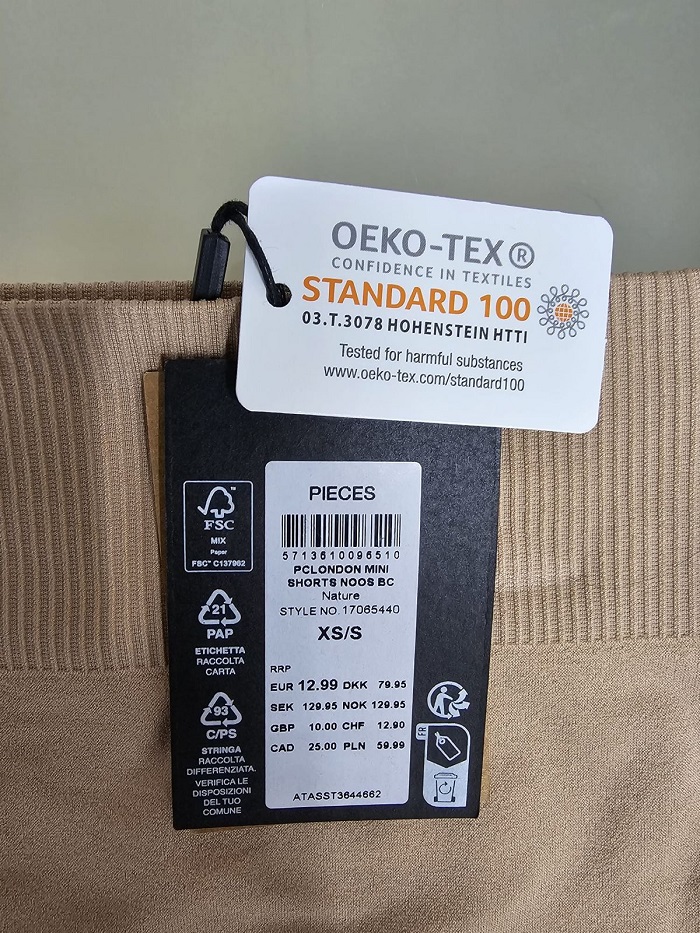 OEKO-TEX®
CONFIDENCE IN TEXTILES
STANDARD 100
03.T.3078 HOHENSTEIN HTTI
Tested for harmful substances
www.oeko-tex.com/standard100
FSC
MIX
Paper
FSC® C137962
21
PAP
ETICHETTA
RACCOLTA
CARTA
93
C/PS
STRINGA
RACCOLTA
DIFFERENZIATA.
VERIFICA LE
DISPOSIZIONI
DEL TUO
COMUNE
PIECES
5713610096510
PCLONDON MINI
SHORTS NOOS BC
Nature
STYLE NO. 17065440
XS/S
RRP
EUR 12.99 DKK 79.95
SEK 129.95 NOK 129.95
GBP 10.00 CHF 12.90
CAD 25.00 PLN 59.99
ATASST3644662
FR